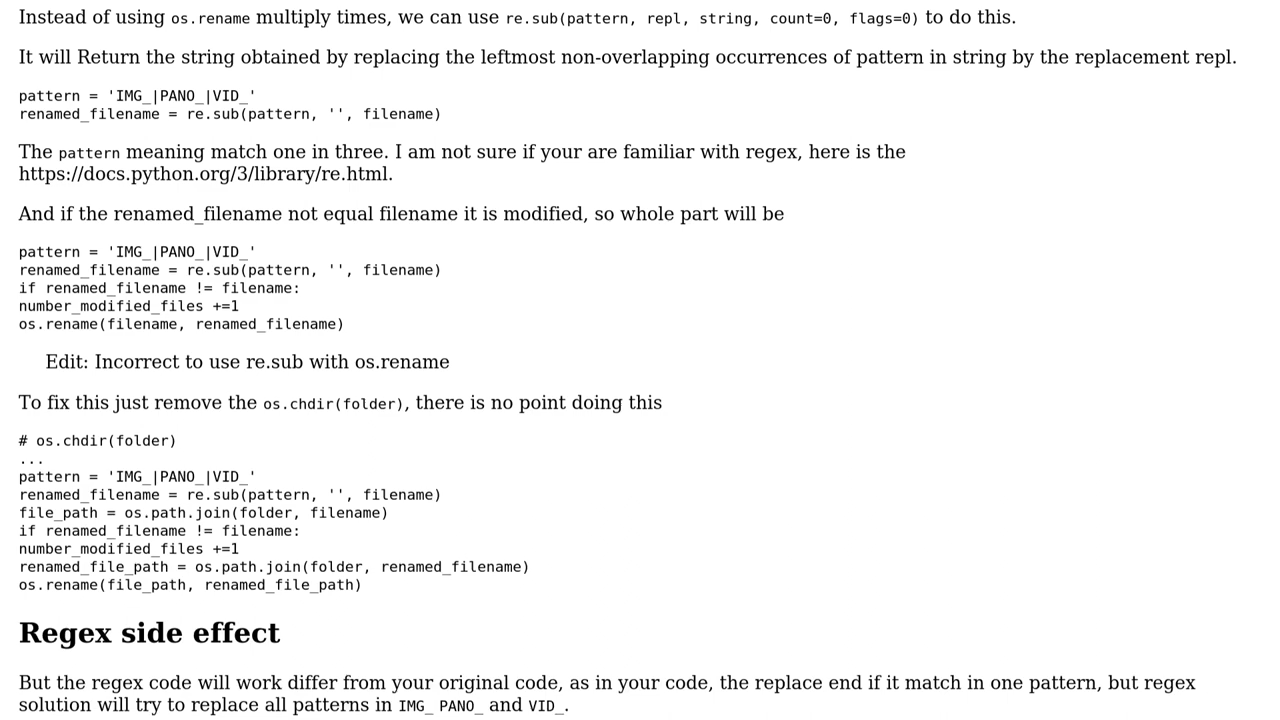 Instead of using os.rename multiply times, we can use re.sub(pattern, repl, string, count=0, flags=0) to do this.
It will Return the string obtained by replacing the leftmost non-overlapping occurrences of pattern in string by the replacement repl.
pattern = 'IMG_|PANO_|VID_'
renamed_filename = re.sub(pattern, '', filename)
The pattern meaning match one in three. I am not sure if your are familiar with regex, here is the
https://docs.python.org/3/library/re.html.
And if the renamed_filename not equal filename it is modified, so whole part will be
pattern = 'IMG_|PANO_|VID_'
renamed_filename = re.sub(pattern, '', filename)
if renamed_filename != filename:
number_modified_files +=1
os.rename(filename, renamed_filename)
Edit: Incorrect to use re.sub with os.rename
To fix this just remove the os.chdir(folder), there is no point doing this
# os.chdir(folder)
...
pattern = 'IMG_|PANO_|VID_'
renamed_filename = re.sub(pattern, '', filename)
file_path = os.path.join(folder, filename)
if renamed_filename != filename:
number_modified_files +=1
renamed_file_path = os.path.join(folder, renamed_filename)
os.rename(file_path, renamed_file_path)
Regex side effect
But the regex code will work differ from your original code, as in your code, the replace end if it match in one pattern, but regex
solution will try to replace all patterns in IMG_ PANO_ and VID_.